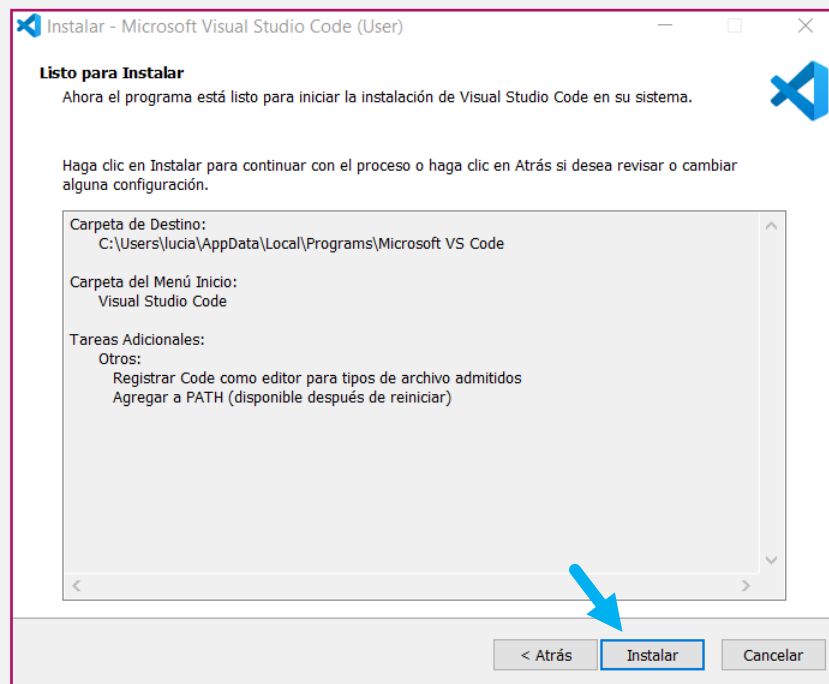 Instalar - Microsoft Visual Studio Code (User)
Listo para Instalar
Ahora el programa está listo para iniciar la instalación de Visual Studio Code en su sistema.
Haga clic en Instalar para continuar con el proceso o haga clic en Atrás si desea revisar o cambiar
alguna configuración.
Carpeta de Destino:
C:\Users\lucia\AppData\Local\Programs\Microsoft VS Code
Carpeta del Menú Inicio:
Visual Studio Code
Tareas Adicionales:
Otros:
Registrar Code como editor para tipos de archivo admitidos
Agregar a PATH (disponible después de reiniciar)
< Atrás Instalar Cancelar